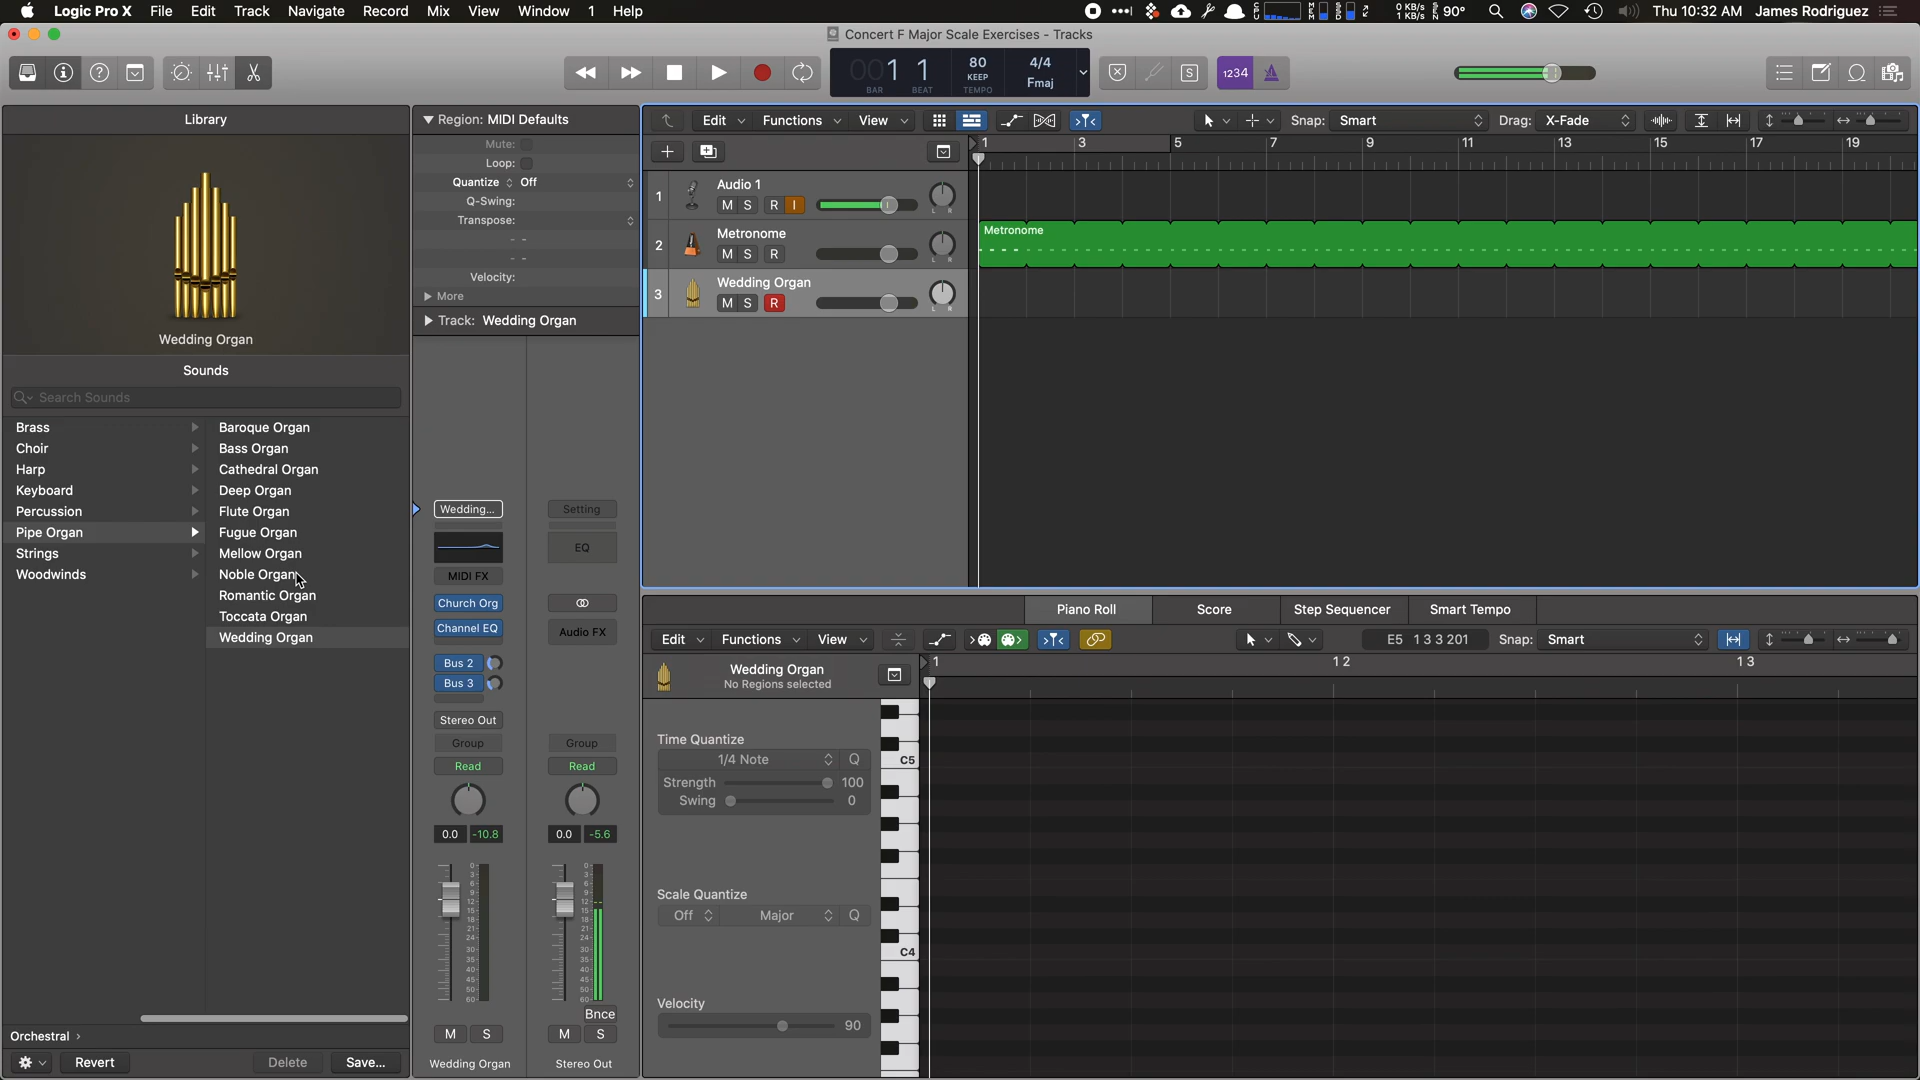 Logic Pro X File Edit Track Navigate Record Mix View Window 1 Help
0 KB/s
1 KB/s
90° Thu 10:32 AM James Rodriguez
Concert F Major Scale Exercises - Tracks
001 1
BAR BEAT
80
KEEP
TEMPO
4/4
Fmaj
S
1234
Library
Wedding Organ
Sounds
Search Sounds
Brass
Choir
Harp
Keyboard
Percussion
Pipe Organ
Strings
Woodwinds
Baroque Organ
Bass Organ
Cathedral Organ
Deep Organ
Flute Organ
Fugue Organ
Mellow Organ
Noble Organ
Romantic Organ
Toccata Organ
Wedding Organ
Orchestral
Revert Delete Save...
Region: MIDI Defaults
Mute:
Loop:
Quantize Off
Q-Swing:
Transpose:
- -
- -
Velocity:
More
Track: Wedding Organ
Wedding... Setting
EQ
MIDI FX
Church Org
Channel EQ Audio FX
Bus 2
Bus 3
Stereo Out
Group Group
Read Read
0.0 -10.8 0.0 -5.6
Bnce
M S M S
Wedding Organ Stereo Out
Edit Functions View Snap: Smart Drag: X-Fade
1 3 5 7 9 11 13 15 17 19
1 Audio 1
M S R I
L R
2 Metronome
M S R
L R
3 Wedding Organ
M S R
L R
Metronome
Piano Roll Score Step Sequencer Smart Tempo
Edit Functions View E5 1 3 3 201 Snap: Smart
Wedding Organ
No Regions selected
1 1 2 1 3
Time Quantize
1/4 Note Q
Strength 100
Swing 0
Scale Quantize
Off Major Q
Velocity
90
C5
C4